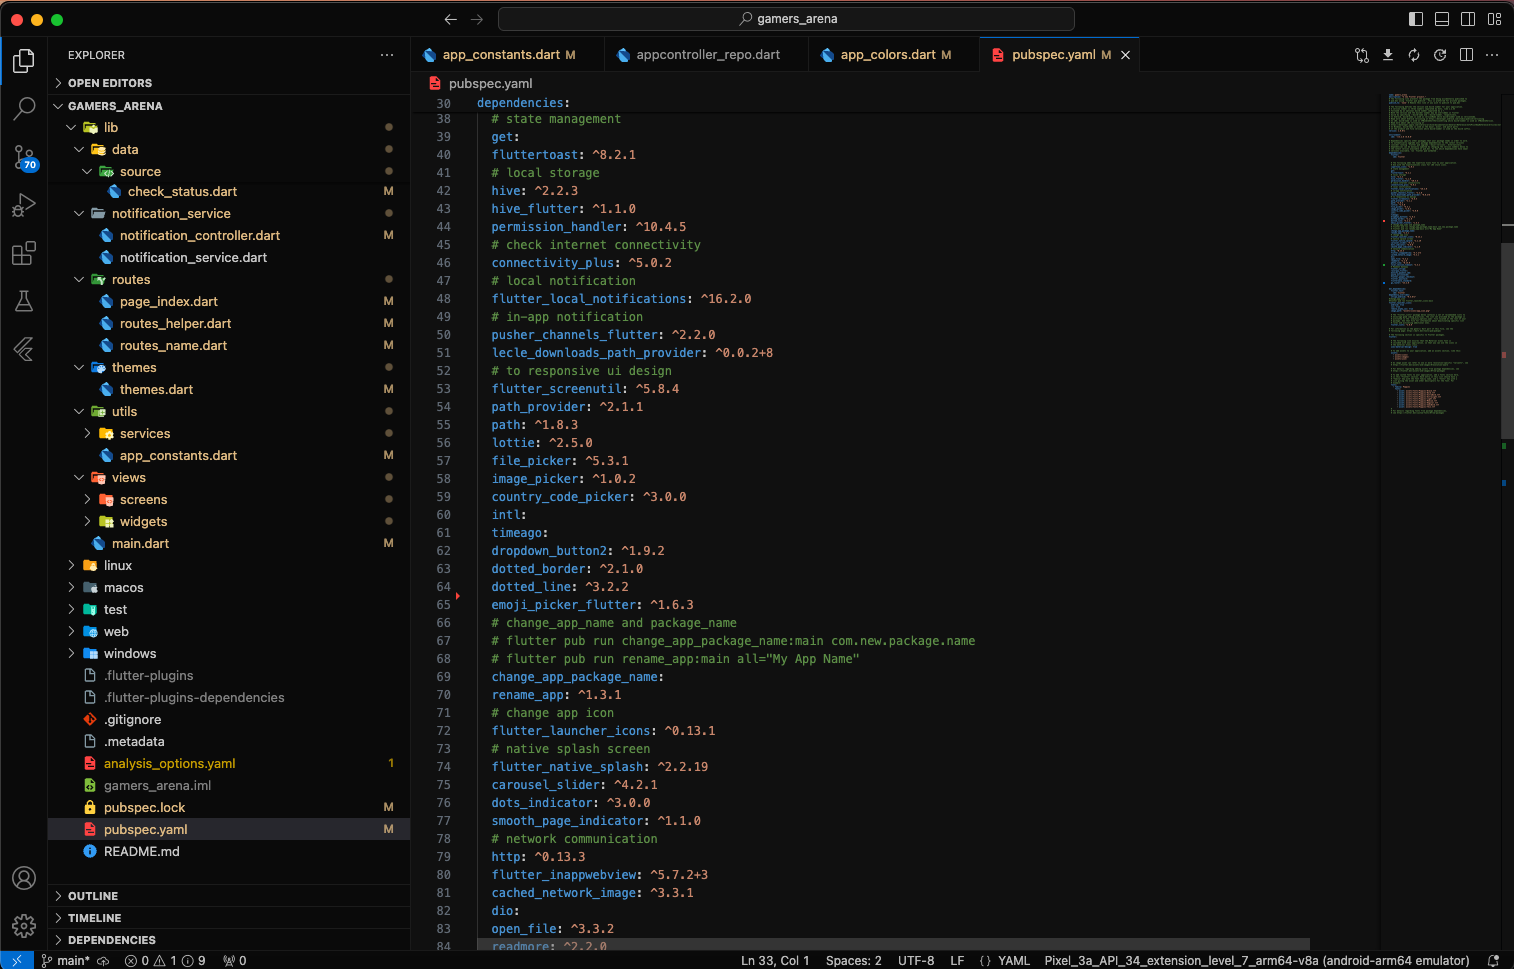 gamers_arena
EXPLORER
OPEN EDITORS
GAMERS_ARENA
lib
data
source
check_status.dart M
notification_service
notification_controller.dart M
notification_service.dart
routes
page_index.dart M
routes_helper.dart M
routes_name.dart M
themes
themes.dart M
utils
services
app_constants.dart M
views
screens
widgets
main.dart M
linux
macos
test
web
windows
.flutter-plugins
.flutter-plugins-dependencies
.gitignore
.metadata
analysis_options.yaml 1
gamers_arena.iml
pubspec.lock M
pubspec.yaml M
README.md
OUTLINE
TIMELINE
DEPENDENCIES
70
app_constants.dart M
appcontroller_repo.dart
app_colors.dart M
pubspec.yaml M
pubspec.yaml
30 dependencies:
38 # state management
39 get:
40 fluttertoast: ^8.2.1
41 # local storage
42 hive: ^2.2.3
43 hive_flutter: ^1.1.0
44 permission_handler: ^10.4.5
45 # check internet connectivity
46 connectivity_plus: ^5.0.2
47 # local notification
48 flutter_local_notifications: ^16.2.0
49 # in-app notification
50 pusher_channels_flutter: ^2.2.0
51 lecle_downloads_path_provider: ^0.0.2+8
52 # to responsive ui design
53 flutter_screenutil: ^5.8.4
54 path_provider: ^2.1.1
55 path: ^1.8.3
56 lottie: ^2.5.0
57 file_picker: ^5.3.1
58 image_picker: ^1.0.2
59 country_code_picker: ^3.0.0
60 intl:
61 timeago:
62 dropdown_button2: ^1.9.2
63 dotted_border: ^2.1.0
64 dotted_line: ^3.2.2
65 emoji_picker_flutter: ^1.6.3
66 # change_app_name and package_name
67 # flutter pub run change_app_package_name:main com.new.package.name
68 # flutter pub run rename_app:main all="My App Name"
69 change_app_package_name:
70 rename_app: ^1.3.1
71 # change app icon
72 flutter_launcher_icons: ^0.13.1
73 # native splash screen
74 flutter_native_splash: ^2.2.19
75 carousel_slider: ^4.2.1
76 dots_indicator: ^3.0.0
77 smooth_page_indicator: ^1.1.0
78 # network communication
79 http: ^0.13.3
80 flutter_inappwebview: ^5.7.2+3
81 cached_network_image: ^3.3.1
82 dio:
83 open_file: ^3.3.2
84 readmore: ^2.2.0
main* 0 1 9 0
Ln 33, Col 1 Spaces: 2 UTF-8 LF {} YAML Pixel_3a_API_34_extension_level_7_arm64-v8a (android-arm64 emulator)